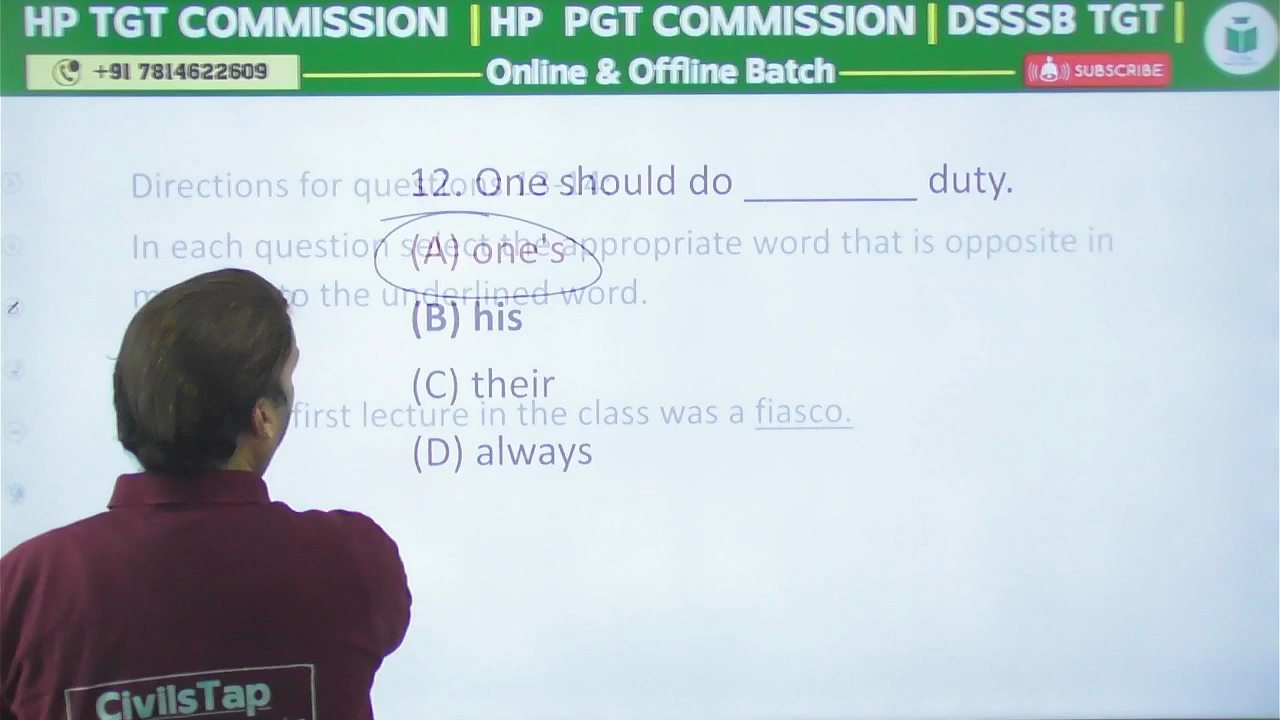 HP TGT COMMISSION | HP PGT COMMISSION | DSSSB TGT |
+91 7814622609
Online & Offline Batch
SUBSCRIBE
12. One should do ________ duty.
(A) one's
(B) his
(C) their
(D) always
Directions for questions
In each question select the appropriate word that is opposite in
to the underlined word.
first lecture in the class was a fiasco.
CivilsTap